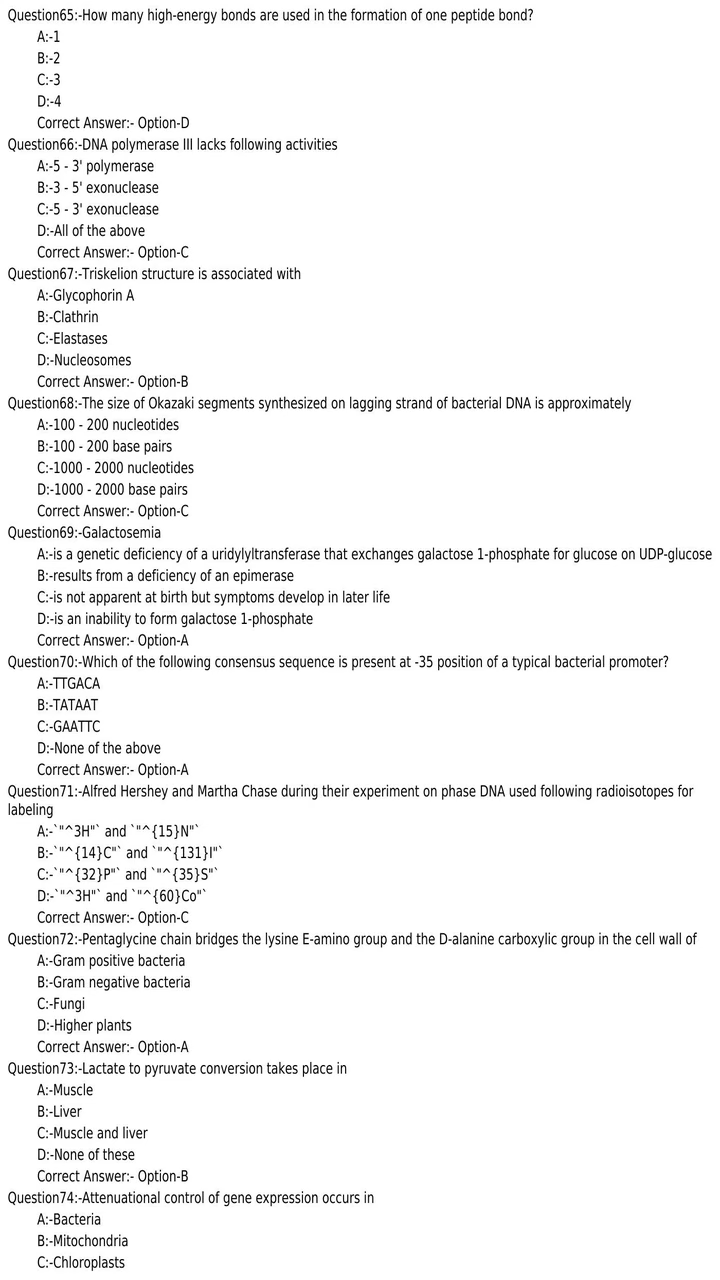 Question65:-How many high-energy bonds are used in the formation of one peptide bond?
A:-1
B:-2
C:-3
D:-4
Correct Answer:- Option-D
Question66:-DNA polymerase III lacks following activities
A:-5 - 3' polymerase
B:-3 - 5' exonuclease
C:-5 - 3' exonuclease
D:-All of the above
Correct Answer:- Option-C
Question67:-Triskelion structure is associated with
A:-Glycophorin A
B:-Clathrin
C:-Elastases
D:-Nucleosomes
Correct Answer:- Option-B
Question68:-The size of Okazaki segments synthesized on lagging strand of bacterial DNA is approximately
A:-100 - 200 nucleotides
B:-100 - 200 base pairs
C:-1000 - 2000 nucleotides
D:-1000 - 2000 base pairs
Correct Answer:- Option-C
Question69:-Galactosemia
A:-is a genetic deficiency of a uridylyltransferase that exchanges galactose 1-phosphate for glucose on UDP-glucose
B:-results from a deficiency of an epimerase
C:-is not apparent at birth but symptoms develop in later life
D:-is an inability to form galactose 1-phosphate
Correct Answer:- Option-A
Question70:-Which of the following consensus sequence is present at -35 position of a typical bacterial promoter?
A:-TTGACA
B:-TATAAT
C:-GAATTC
D:-None of the above
Correct Answer:- Option-A
Question71:-Alfred Hershey and Martha Chase during their experiment on phase DNA used following radioisotopes for
labeling
A:-`"^3H"` and `"^{15}N"`
B:-`"^{14}C"` and `"^{131}I"`
C:-`"^{32}P"` and `"^{35}S"`
D:-`"^3H"` and `"^{60}Co"`
Correct Answer:- Option-C
Question72:-Pentaglycine chain bridges the lysine E-amino group and the D-alanine carboxylic group in the cell wall of
A:-Gram positive bacteria
B:-Gram negative bacteria
C:-Fungi
D:-Higher plants
Correct Answer:- Option-A
Question73:-Lactate to pyruvate conversion takes place in
A:-Muscle
B:-Liver
C:-Muscle and liver
D:-None of these
Correct Answer:- Option-B
Question74:-Attenuational control of gene expression occurs in
A:-Bacteria
B:-Mitochondria
C:-Chloroplasts